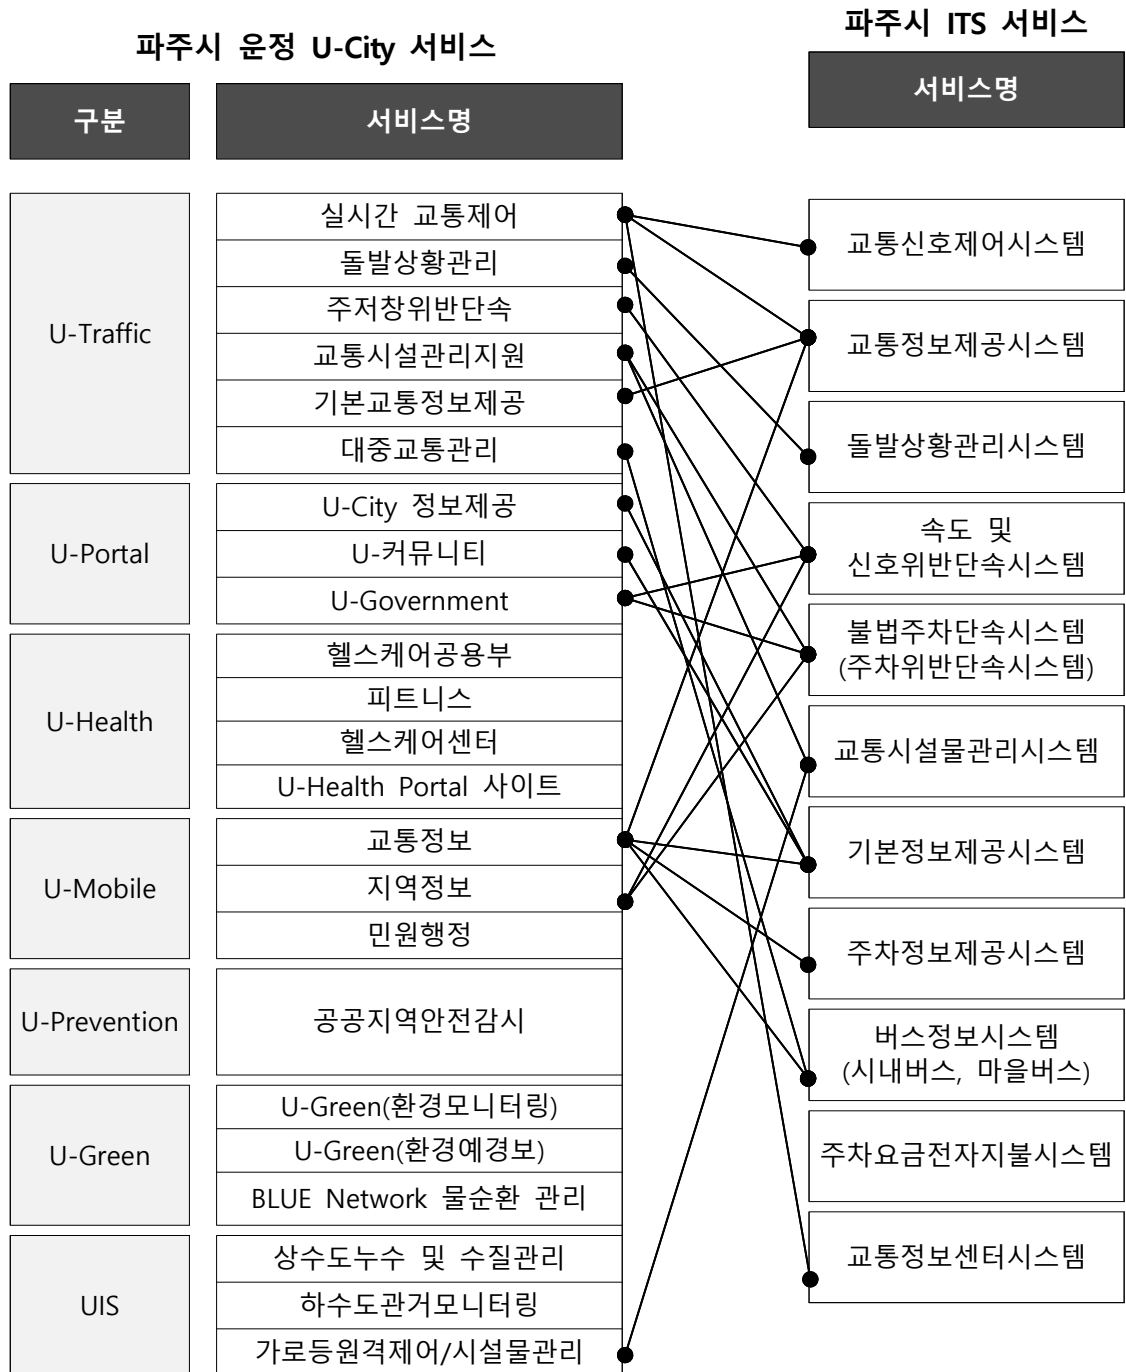 파주시 운정 U-City 서비스
파주시 ITS 서비스
구분
서비스명
서비스명
U-Traffic
실시간 교통제어
돌발상황관리
주저창위반단속
교통시설관리지원
기본교통정보제공
대중교통관리
U-Portal
U-City 정보제공
U-커뮤니티
U-Government
U-Health
헬스케어공용부
피트니스
헬스케어센터
U-Health Portal 사이트
U-Mobile
교통정보
지역정보
민원행정
U-Prevention
공공지역안전감시
U-Green
U-Green(환경모니터링)
U-Green(환경예경보)
BLUE Network 물순환 관리
UIS
상수도누수 및 수질관리
하수도관거모니터링
가로등원격제어/시설물관리
교통신호제어시스템
교통정보제공시스템
돌발상황관리시스템
속도 및
신호위반단속시스템
불법주차단속시스템
(주차위반단속시스템)
교통시설물관리시스템
기본정보제공시스템
주차정보제공시스템
버스정보시스템
(시내버스, 마을버스)
주차요금전자지불시스템
교통정보센터시스템